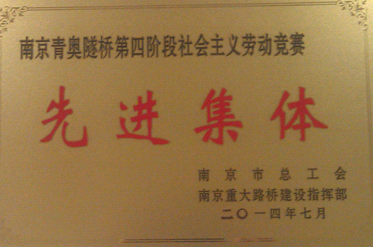 南京青奥隧桥第四阶段社会主义劳动竞赛
先进集体
南京市总工会
南京重大路桥建设指挥部
二〇一四年七月